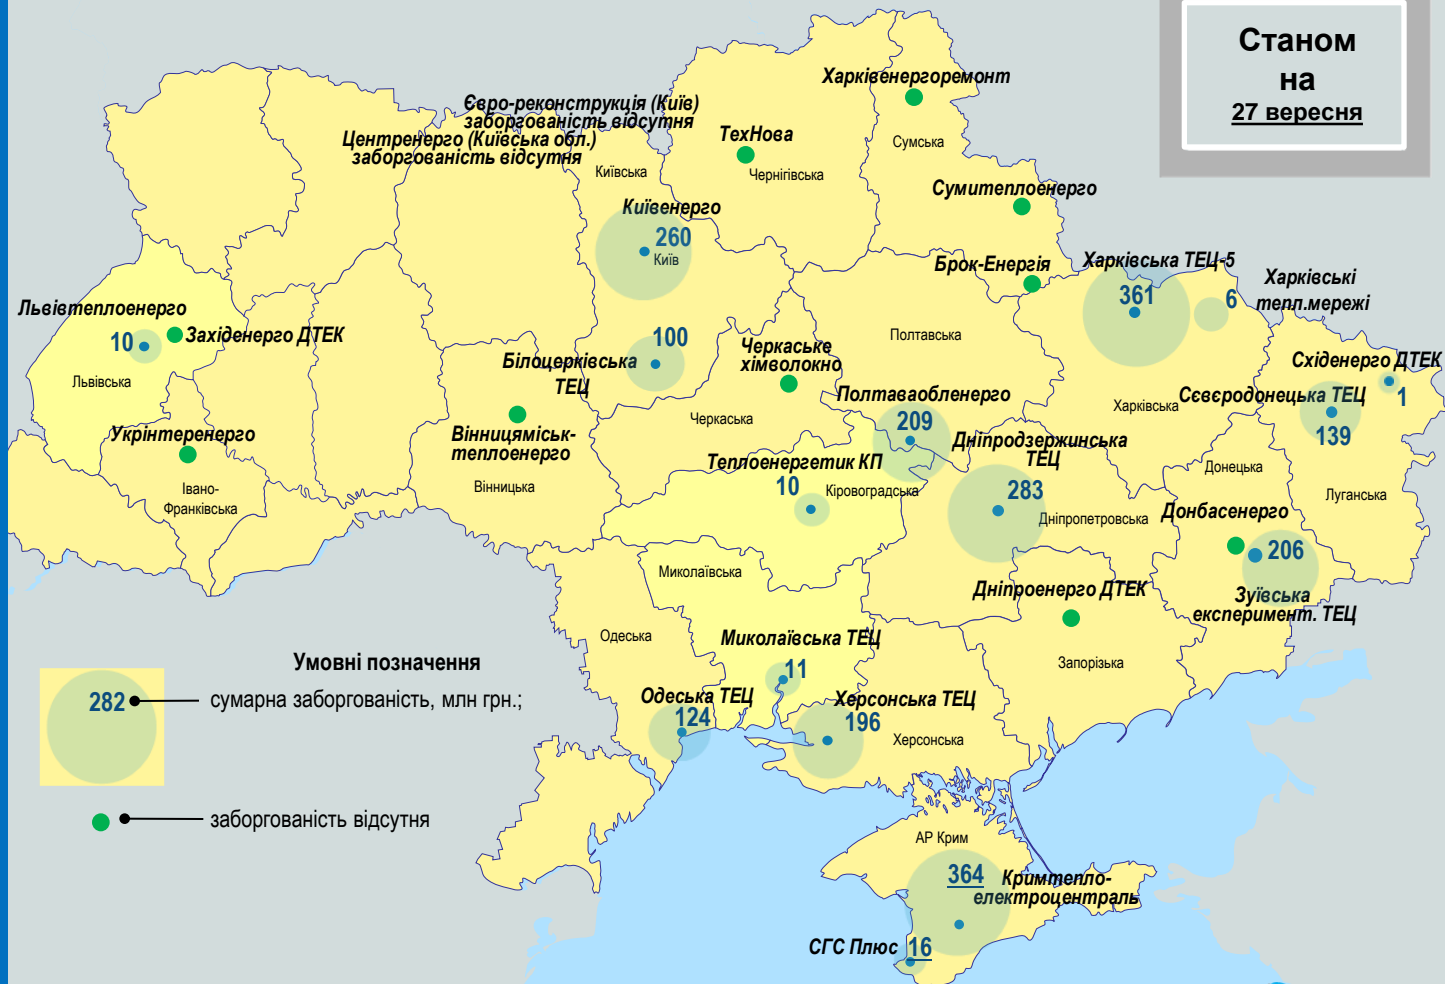 Станом
на
27 вересня
Харківенергоремонт
Євро-реконструкція (Київ)
заборгованість відсутня
Центренерго (Київська обл.)
заборгованість відсутня
ТехНова
Сумська
Київська
Чернігівська
Сумитеплоенерго
Київенерго
260
Київ
Брок-Енергія
Харківська ТЕЦ-5
361
6
Харківські
тепл.мережі
Львівтеплоенерго
10
Західенерго ДТЕК
Львівська
100
Білоцерківська
ТЕЦ
Черкаське
хімволокно
Полтавська
Східенерго ДТЕК
1
Полтаваобленерго
209
Харківська
Сєвєродонецька ТЕЦ
139
Черкаська
Укрінтеренерго
Вінницяміськ-
теплоенерго
Дніпродзержинська
ТЕЦ
283
Теплоенергетик КП
10
Кіровоградська
Донецька
Луганська
Івано-
Франківська
Вінницька
Дніпропетровська
Донбасенерго
206
Зуївська
експеримент. ТЕЦ
Миколаївська
Дніпроенерго ДТЕК
Одеська
Миколаївська ТЕЦ
11
Запорізька
Умовні позначення
282
сумарна заборгованість, млн грн.;
Одеська ТЕЦ
124
Херсонська ТЕЦ
196
Херсонська
заборгованість відсутня
АР Крим
364
Кримтепло-
електроцентраль
СГС Плюс
16